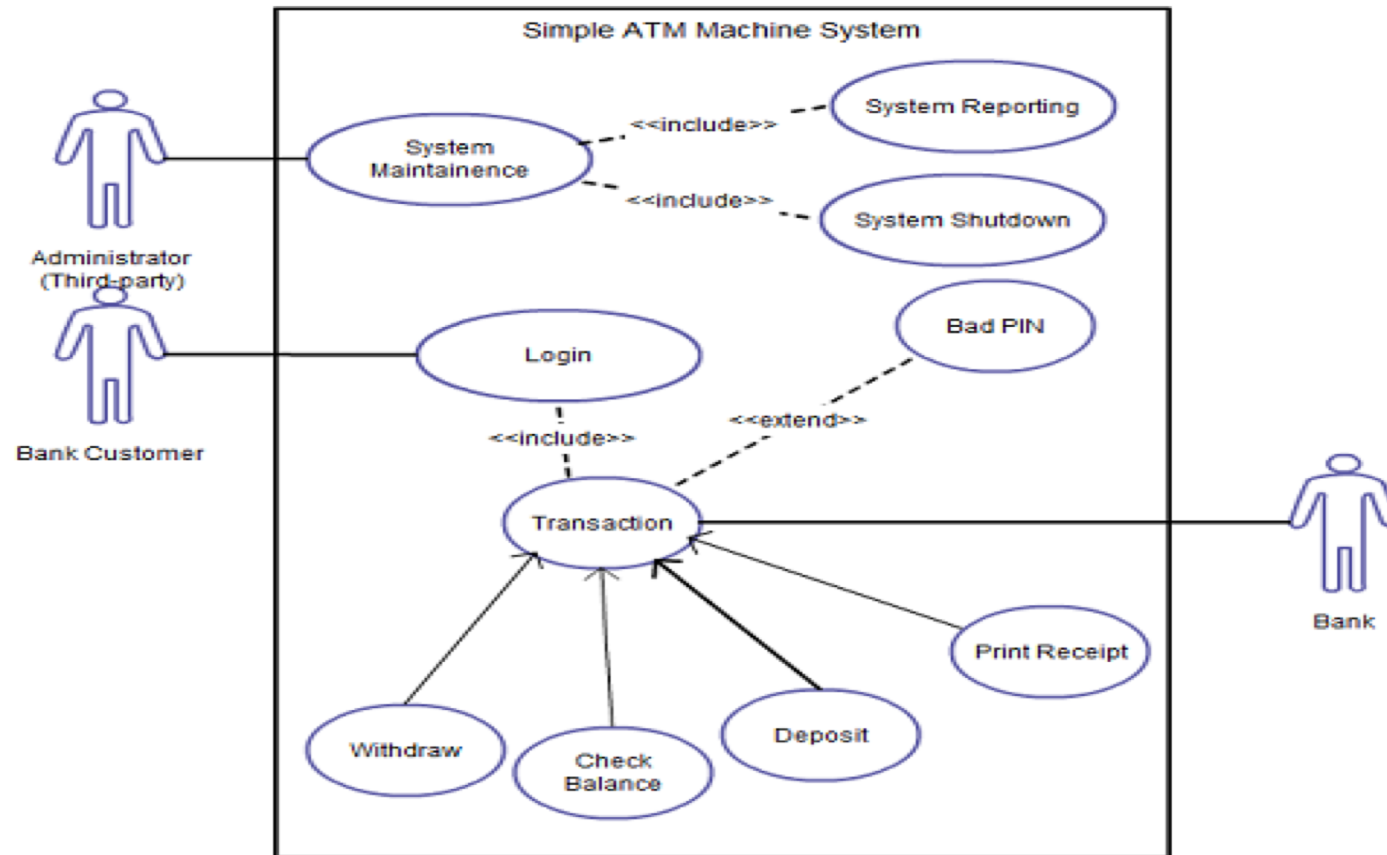 Simple ATM Machine System
System Reporting
<<include>>
System
Maintainence
<<include>>
System Shutdown
Administrator
(Third-party)
Bad PIN
Login
<<extend>>
<<include>>
Bank Customer
Transaction
Bank
Print Receipt
Deposit
Withdraw
Check
Balance